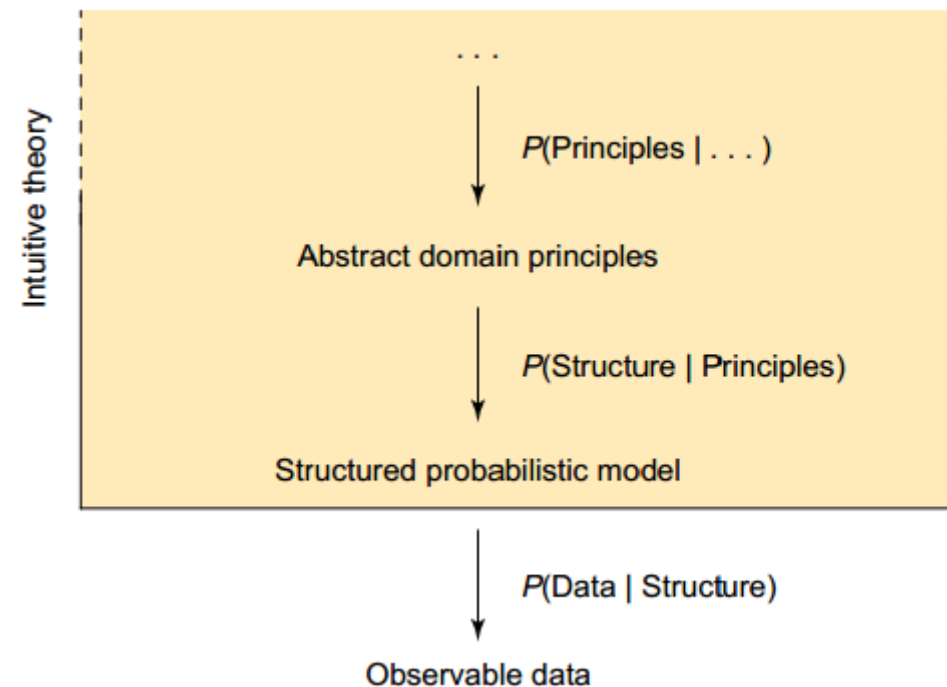 Intuitive theory
. . .
P(Principles | . . . )
Abstract domain principles
P(Structure | Principles)
Structured probabilistic model
P(Data | Structure)
Observable data